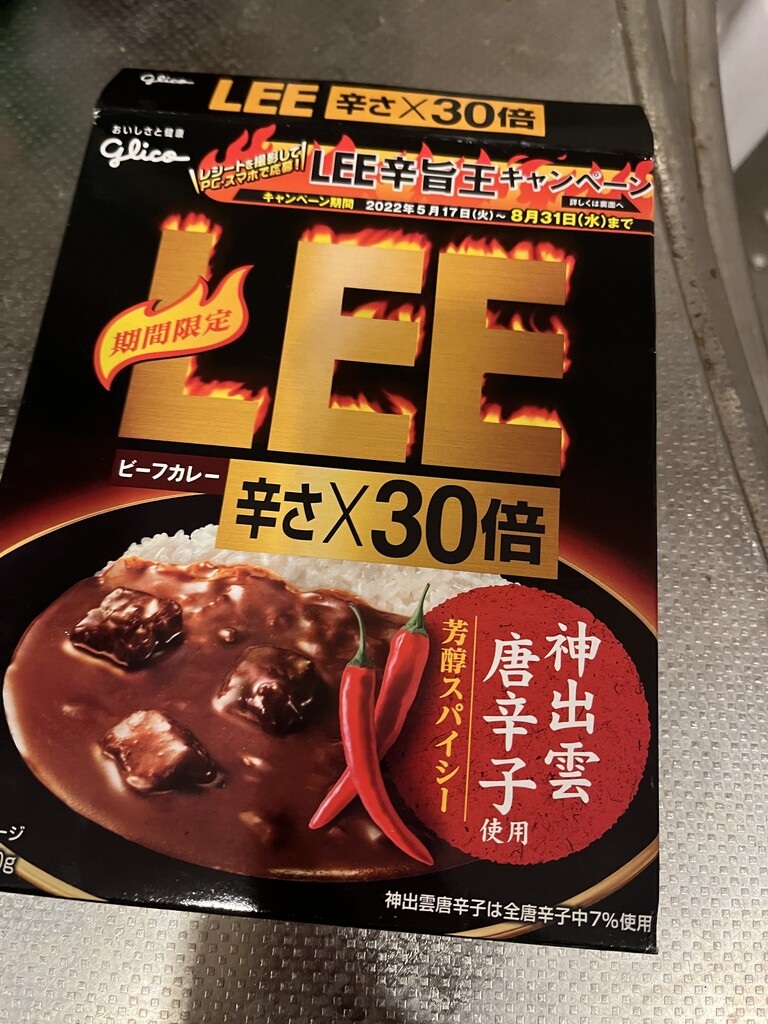 glico
LEE 辛さ×30倍
おいしさと健康
glico
レシートを撮影して
PC・スマホで応募!
LEE辛旨王キャンペーン
詳しくは裏面へ
キャンペーン期間 2022年5月17日(火)～8月31日(水)まで
LEE
期間限定
ビーフカレー
辛さ×30倍
神出雲
唐辛子
使用
芳醇スパイシー
ージ
0g
神出雲唐辛子は全唐辛子中7%使用